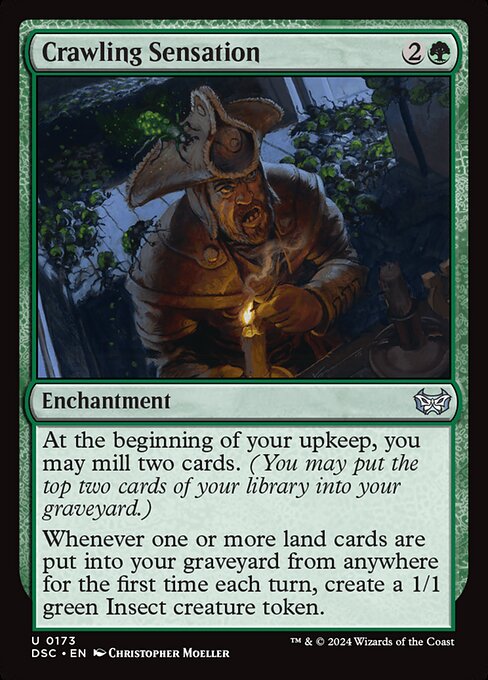 Crawling Sensation 2
Enchantment
At the beginning of your upkeep, you
may mill two cards. (You may put the
top two cards of your library into your
graveyard.)
Whenever one or more land cards are
put into your graveyard from anywhere
for the first time each turn, create a 1/1
green Insect creature token.
U 0173
DSC • EN Christopher Moeller
™ & © 2024 Wizards of the Coast